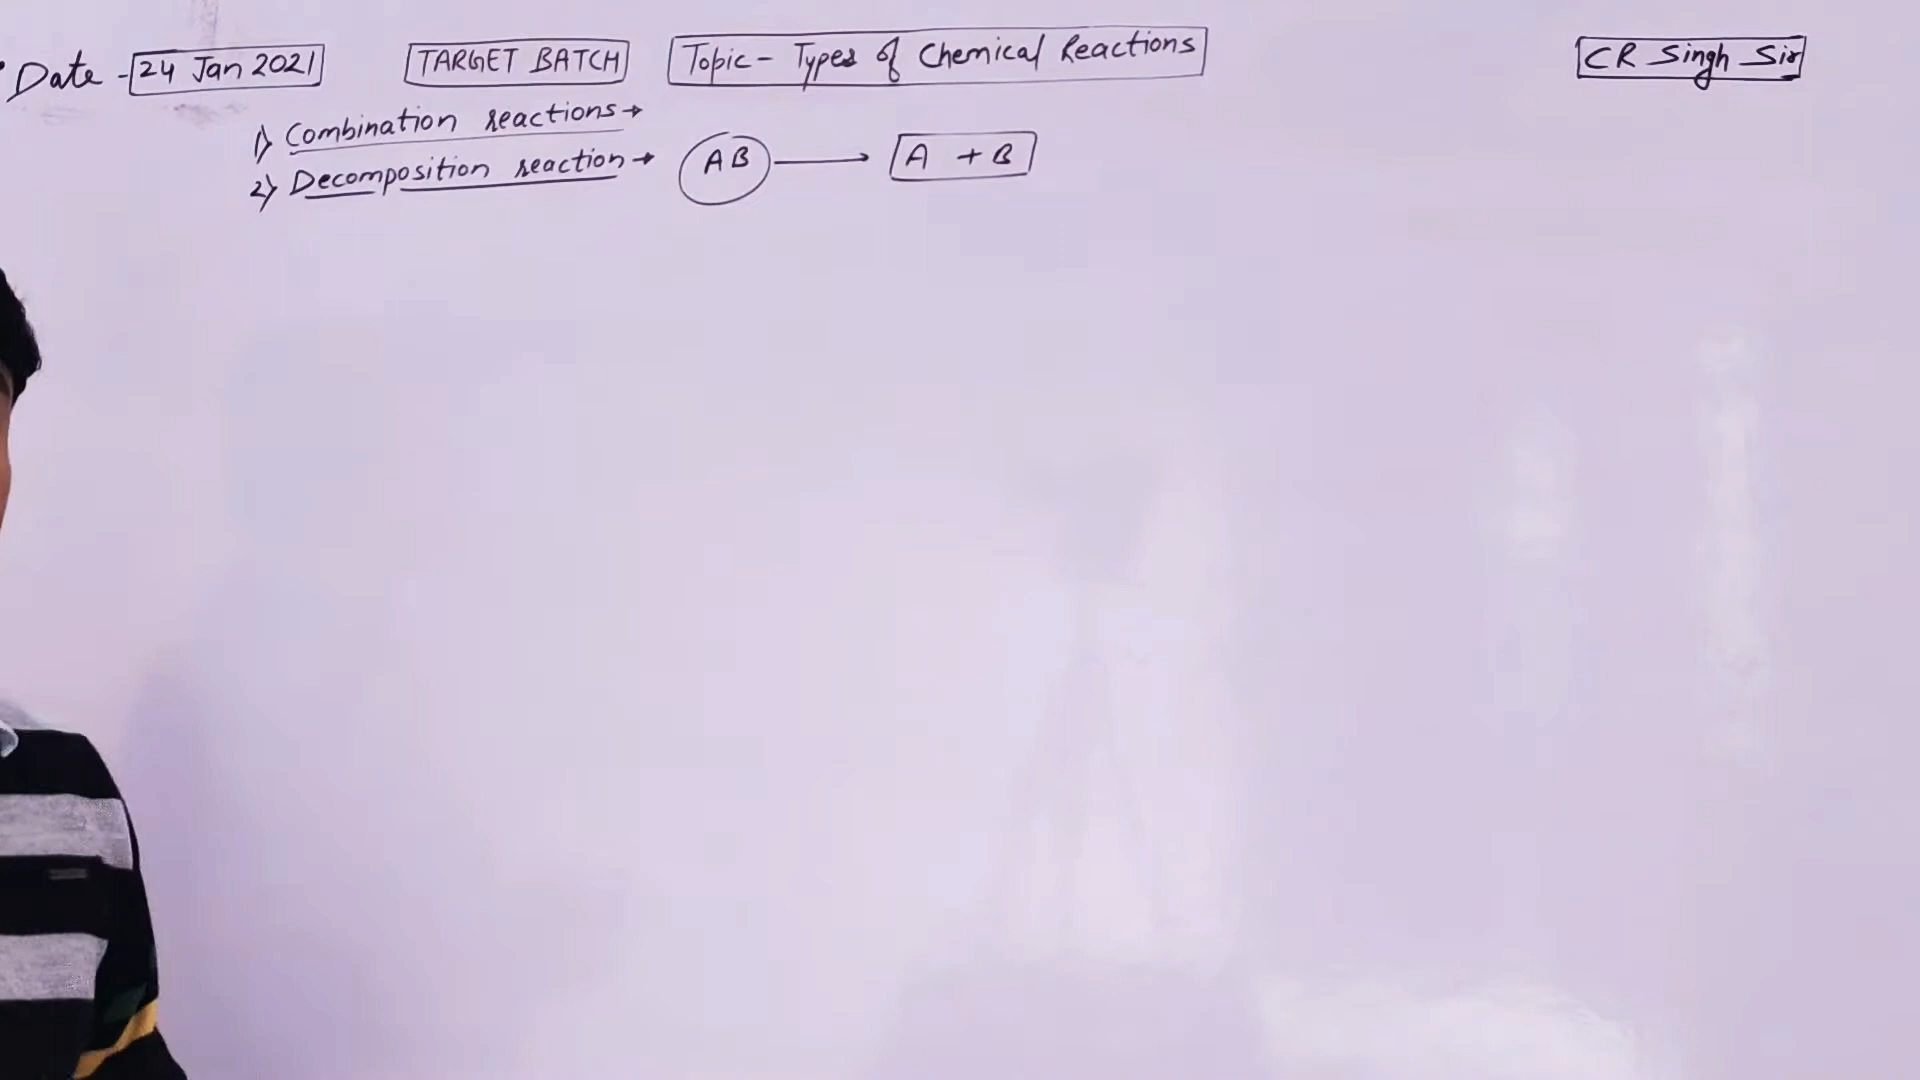 Date - 24 Jan 2021 TARGET BATCH Topic - Types of Chemical Reactions CR Singh Sir
1) Combination reactions →
2) Decomposition reaction → AB → A + B